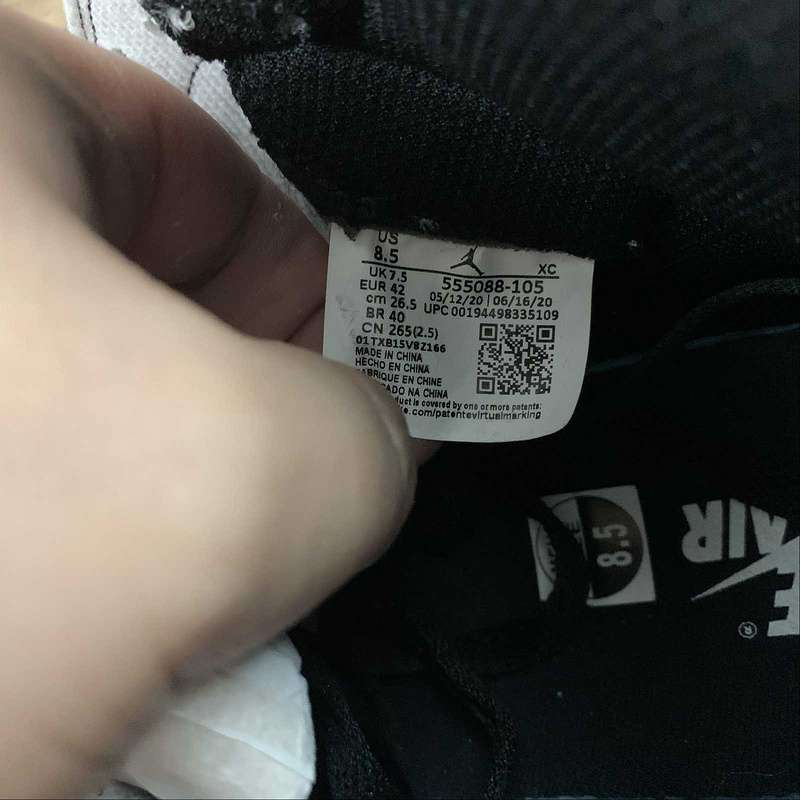 US
8.5
XC
UK 7.5
EUR 42
cm 26.5
BR 40
CN 265(2.5)
555088-105
05/12/20 | 06/16/20
UPC 00194498335109
01TXB15V8Z166
MADE IN CHINA
HECHO EN CHINA
EN CHINE
NA CHINA
is covered by one or more patents:
.com/patentevirtualmarking
8.5
AIR
®